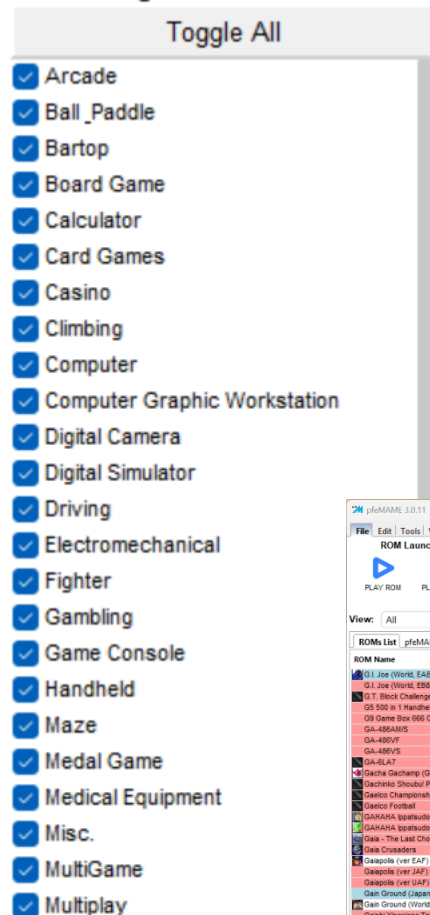 Toggle All
Arcade
Ball_Paddle
Bartop
Board Game
Calculator
Card Games
Casino
Climbing
Computer
Computer Graphic Workstation
Digital Camera
Digital Simulator
Driving
Electromechanical
Fighter
Gambling
Game Console
Handheld
Maze
Medal Game
Medical Equipment
Misc.
MultiGame
Multiplay
pfeMAME 3.0.11
File Edit Tools
ROM Launc
PLAY ROM PL
View: All
ROMs List pfeMA
ROM Name
G.I. Joe (World, EAB
G.I. Joe (World, EB8
G.T. Block Challenge
G5 500 in 1 Handhel
G9 Game Box 666 G
GA-486AM/S
GA-486VF
GA-486VS
GA-6LA7
Gacha Gachamp (G
Gachinko Shoubu! P
Gaelco Championsh
Gaelco Football
GAHAHA Ippatsudo
GAHAHA Ippatsudo
Gaia - The Last Cho
Gaia Crusaders
Gaiapolis (ver EAF)
Gaiapolis (ver JAF)
Gaiapolis (ver UAF)
Gain Ground (Japan
Gain Ground (World